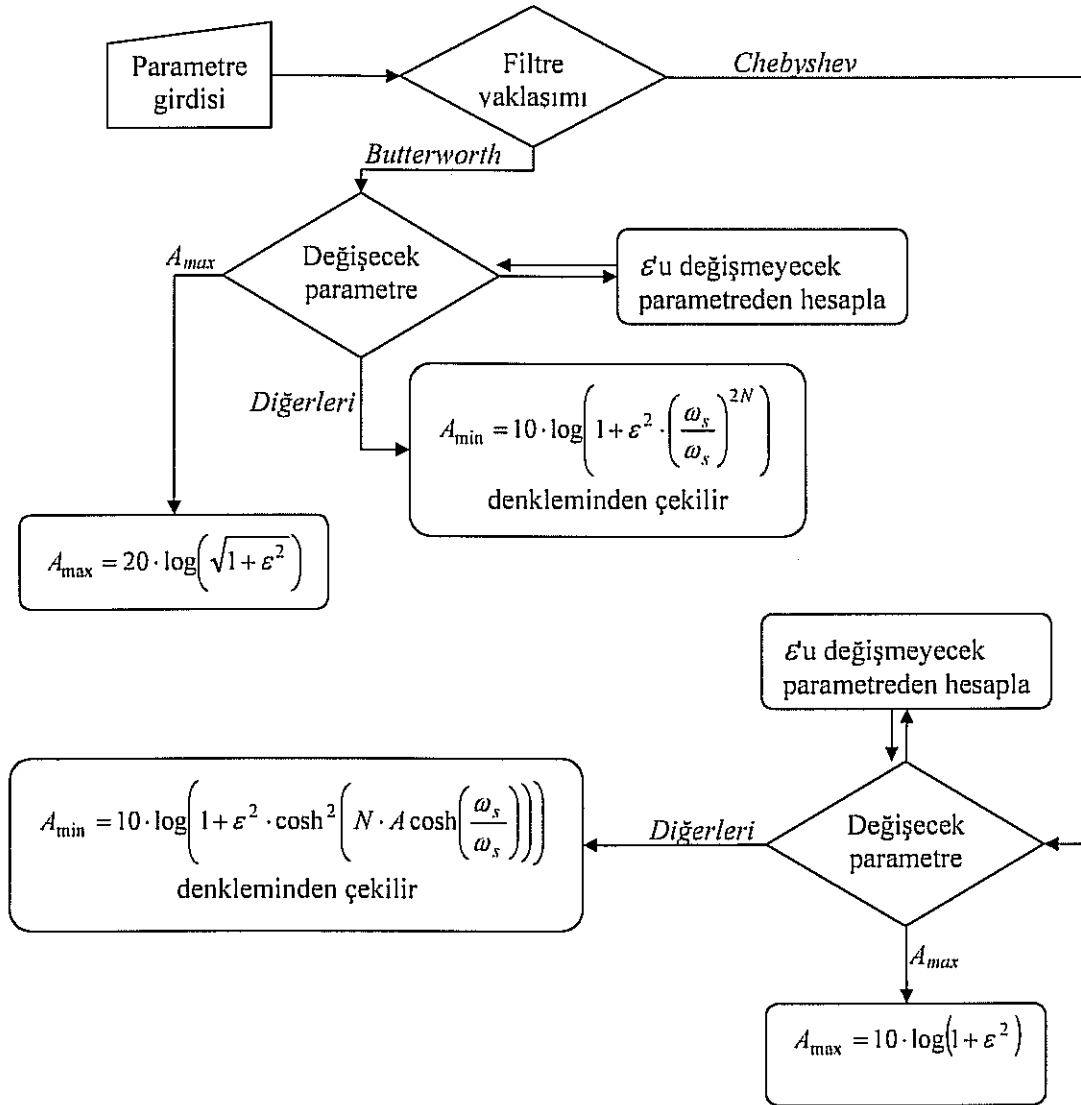 Parametre
girdisi
Filtre
yaklaşımı
Chebyshev
Butterworth
A_max
Değişecek
parametre
ε'u değişmeyecek
parametreden hesapla
Diğerleri
A_min = 10 · log(1 + ε² · (ω_s / ω_s)^{2N})
denkleminden çekilir
A_max = 20 · log(√(1 + ε²))
ε'u değişmeyecek
parametreden hesapla
A_min = 10 · log(1 + ε² · cosh²(N · A cosh(ω_s / ω_s)))
denkleminden çekilir
Diğerleri
Değişecek
parametre
A_max
A_max = 10 · log(1 + ε²)